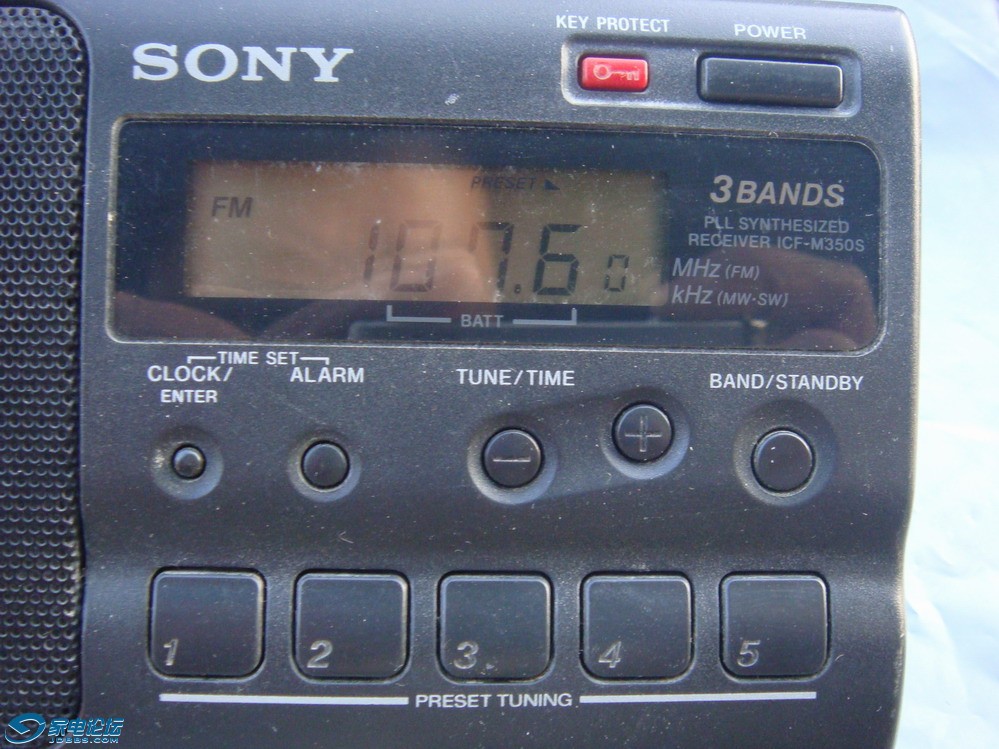 KEY PROTECT
POWER
SONY
PRESET
FM
107.60
3 BANDS
PLL SYNTHESIZED
RECEIVER ICF-M350S
MHz (FM)
kHz (MW·SW)
BATT
TIME SET
CLOCK/
ENTER
ALARM
TUNE/TIME
BAND/STANDBY
−
+
1
2
3
4
5
PRESET TUNING
家电论坛
JDBBS.COM